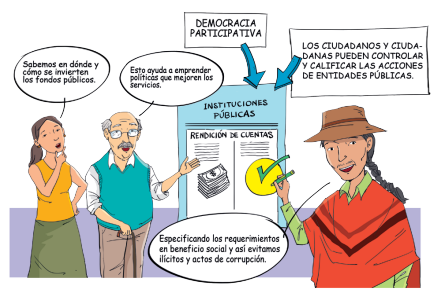 DEMOCRACIA
PARTICIPATIVA
LOS CIUDADANOS Y CIUDA-
DANAS PUEDEN CONTROLAR
Y CALIFICAR LAS ACCIONES
DE ENTIDADES PÚBLICAS.
Sabemos en dónde y
cómo se invierten
los fondos públicos.
Esto ayuda a emprender
políticas que mejoren los
servicios.
INSTITUCIONES
PÚBLICAS
RENDICIÓN DE CUENTAS
Especificando los requerimientos
en beneficio social y así evitamos
ilícitos y actos de corrupción.